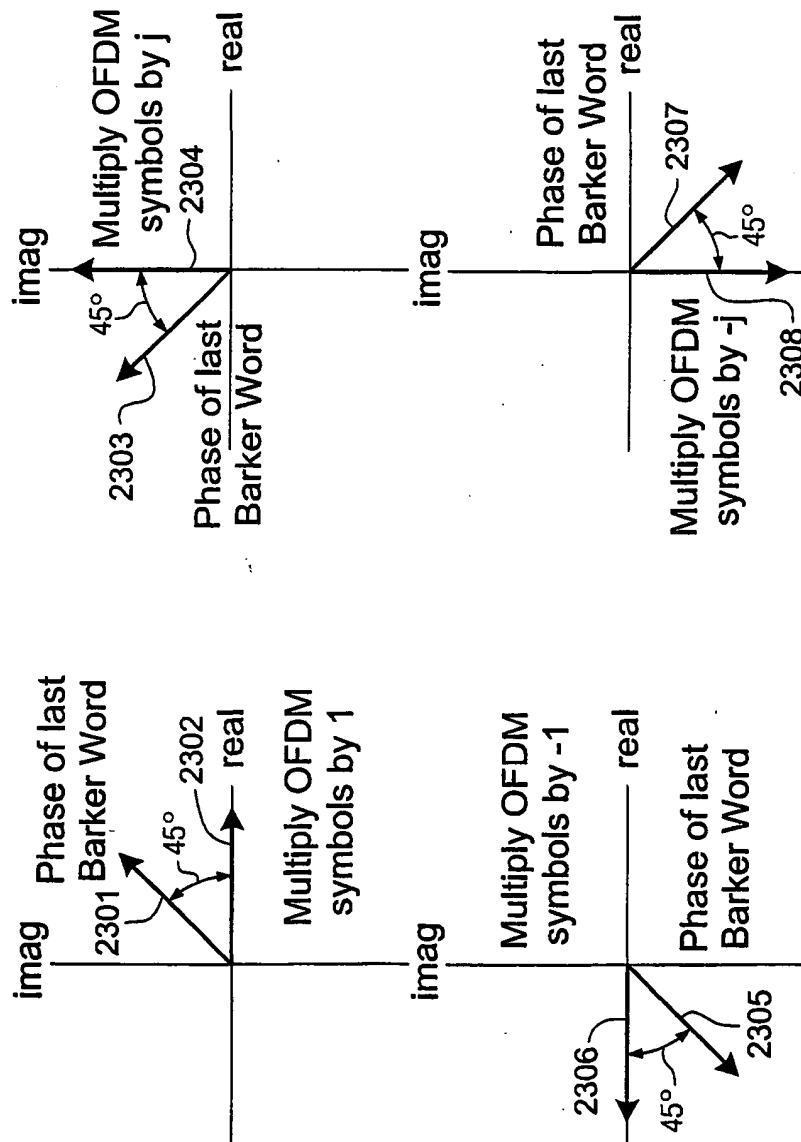 imag
2301
Phase of last
Barker Word
45°
2302
real
Multiply OFDM
symbols by 1
imag
Multiply OFDM
symbols by j
2304
45°
2303
real
Phase of last
Barker Word
imag
Multiply OFDM
symbols by -1
2306
real
45°
2305
Phase of last
Barker Word
imag
Phase of last
Barker Word
real
2307
45°
Multiply OFDM
symbols by -j
2308